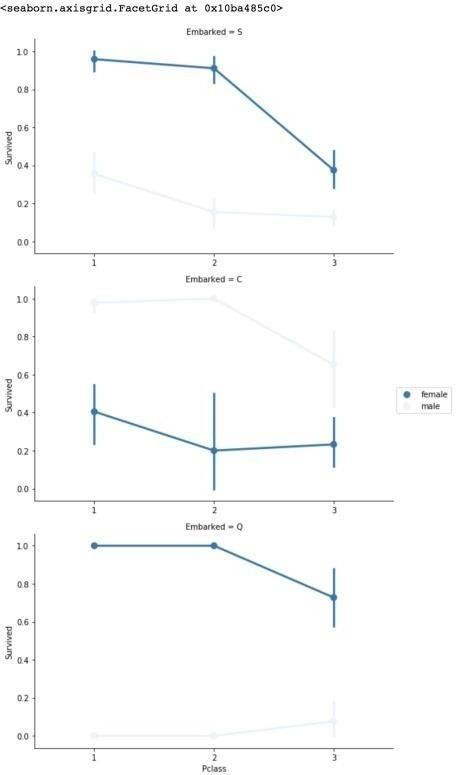 <seaborn.axisgrid.FacetGrid at 0x10ba485c0>
Embarked = S
1.0
0.8
0.6
0.4
0.2
0.0
Survived
1 2 3
Embarked = C
1.0
0.8
0.6
0.4
0.2
0.0
Survived
1 2 3
female
male
Embarked = Q
1.0
0.8
0.6
0.4
0.2
0.0
Survived
1 2 3
Pclass